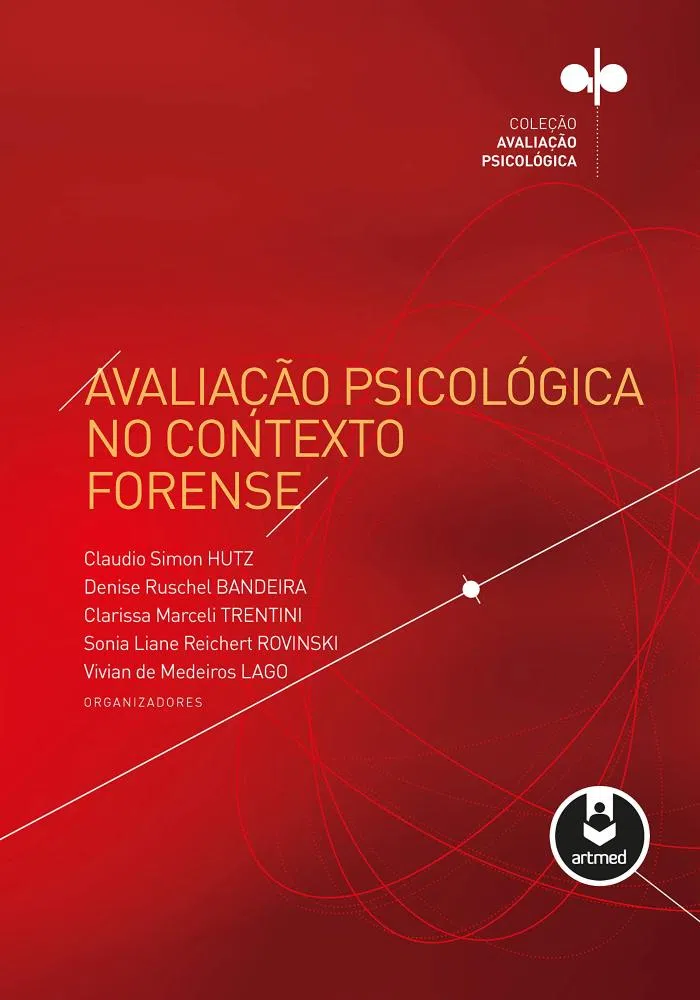 COLEÇÃO
AVALIAÇÃO
PSICOLÓGICA
AVALIAÇÃO PSICOLÓGICA
NO CONTEXTO
FORENSE
Claudio Simon HUTZ
Denise Ruschel BANDEIRA
Clarissa Marceli TRENTINI
Sonia Liane Reichert ROVINSKI
Vivian de Medeiros LAGO
ORGANIZADORES
artmed